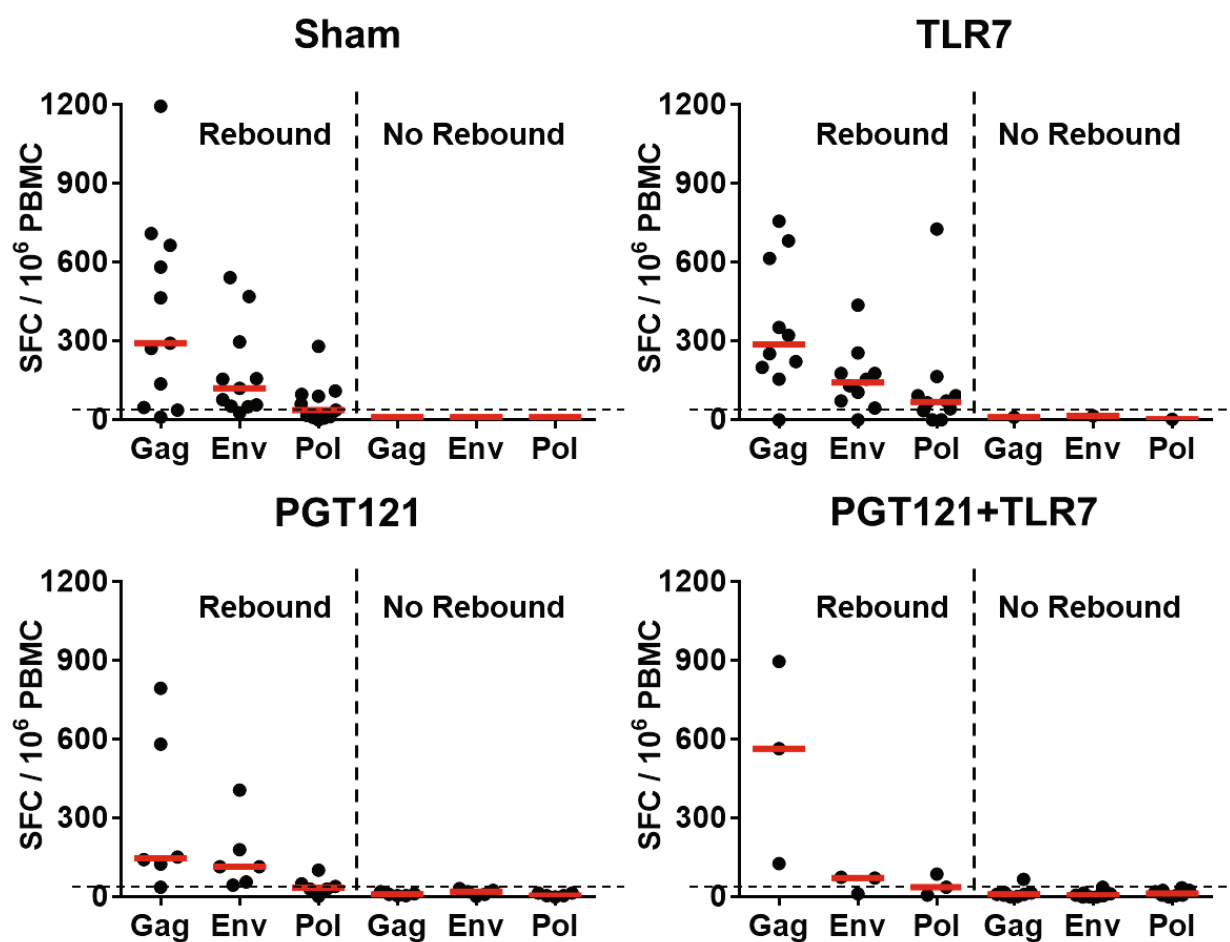 Sham
SFC / 10⁶ PBMC
1200
900
600
300
0
Rebound
No Rebound
Gag Env Pol Gag Env Pol
TLR7
SFC / 10⁶ PBMC
1200
900
600
300
0
Rebound
No Rebound
Gag Env Pol Gag Env Pol
PGT121
SFC / 10⁶ PBMC
1200
900
600
300
0
Rebound
No Rebound
Gag Env Pol Gag Env Pol
PGT121+TLR7
SFC / 10⁶ PBMC
1200
900
600
300
0
Rebound
No Rebound
Gag Env Pol Gag Env Pol